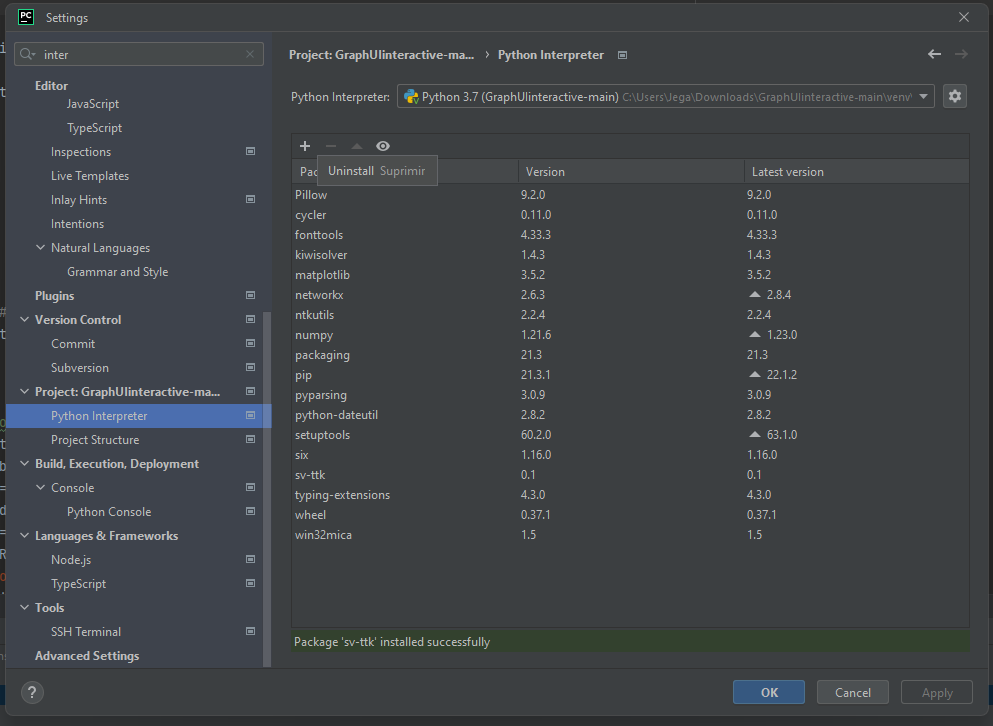 PC Settings
inter
Editor
JavaScript
TypeScript
Inspections
Live Templates
Inlay Hints
Intentions
Natural Languages
Grammar and Style
Plugins
Version Control
Commit
Subversion
Project: GraphUIinteractive-ma...
Python Interpreter
Project Structure
Build, Execution, Deployment
Console
Python Console
Languages & Frameworks
Node.js
TypeScript
Tools
SSH Terminal
Advanced Settings
Project: GraphUIinteractive-ma... › Python Interpreter
Python Interpreter: Python 3.7 (GraphUIinteractive-main) C:\Users\Jega\Downloads\GraphUIinteractive-main\venv\
Uninstall Suprimir
Pac Version Latest version
Pillow 9.2.0 9.2.0
cycler 0.11.0 0.11.0
fonttools 4.33.3 4.33.3
kiwisolver 1.4.3 1.4.3
matplotlib 3.5.2 3.5.2
networkx 2.6.3 2.8.4
ntkutils 2.2.4 2.2.4
numpy 1.21.6 1.23.0
packaging 21.3 21.3
pip 21.3.1 22.1.2
pyparsing 3.0.9 3.0.9
python-dateutil 2.8.2 2.8.2
setuptools 60.2.0 63.1.0
six 1.16.0 1.16.0
sv-ttk 0.1 0.1
typing-extensions 4.3.0 4.3.0
wheel 0.37.1 0.37.1
win32mica 1.5 1.5
Package 'sv-ttk' installed successfully
? OK Cancel Apply